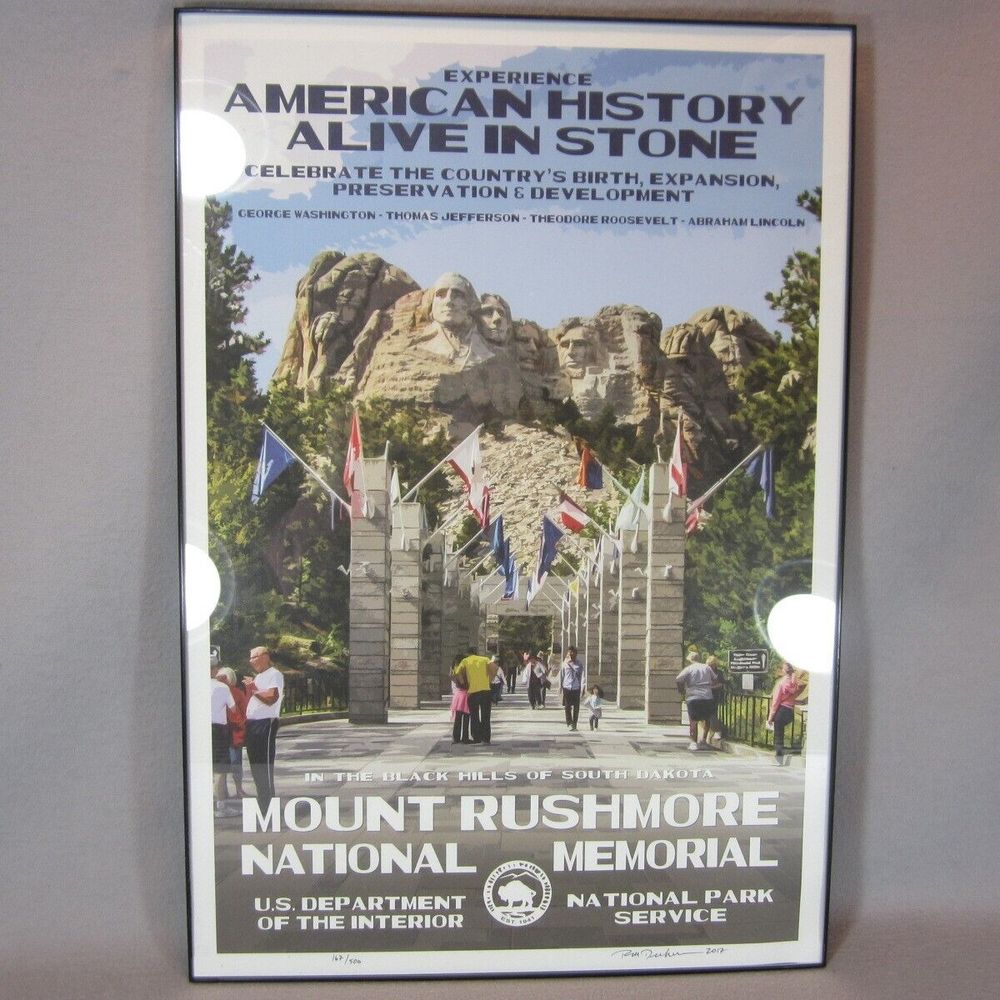 EXPERIENCE
AMERICAN HISTORY
ALIVE IN STONE
CELEBRATE THE COUNTRY'S BIRTH, EXPANSION,
PRESERVATION & DEVELOPMENT
GEORGE WASHINGTON - THOMAS JEFFERSON - THEODORE ROOSEVELT - ABRAHAM LINCOLN
IN THE BLACK HILLS OF SOUTH DAKOTA
MOUNT RUSHMORE
NATIONAL MEMORIAL
U.S. DEPARTMENT
OF THE INTERIOR
EST. 1941
NATIONAL PARK
SERVICE
167/500
2017